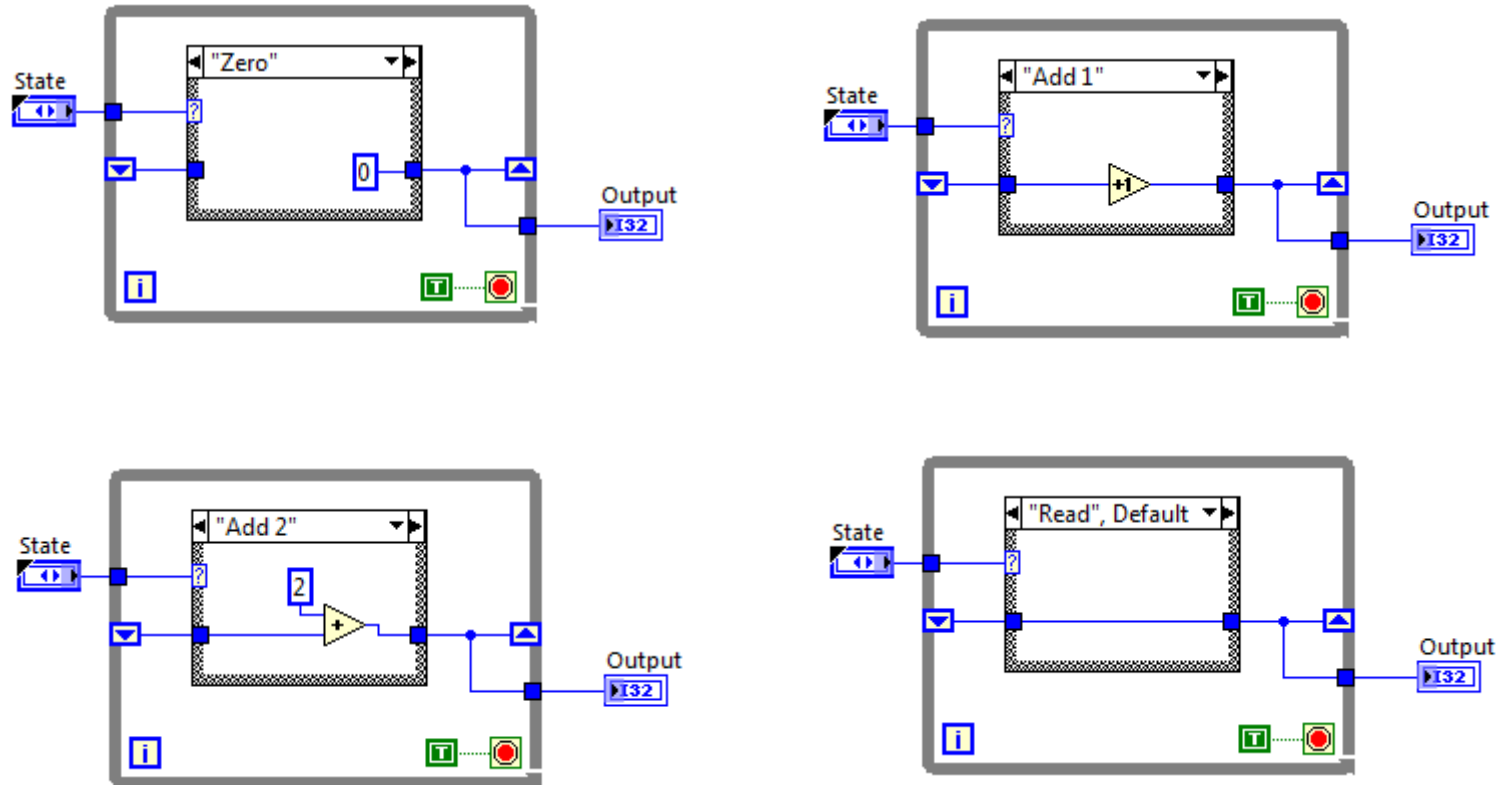 "Zero"
State
?
0
Output
I32
i
T
"Add 1"
State
?
+1
Output
I32
i
T
"Add 2"
State
?
2
+
Output
I32
i
T
"Read", Default
State
?
Output
I32
i
T